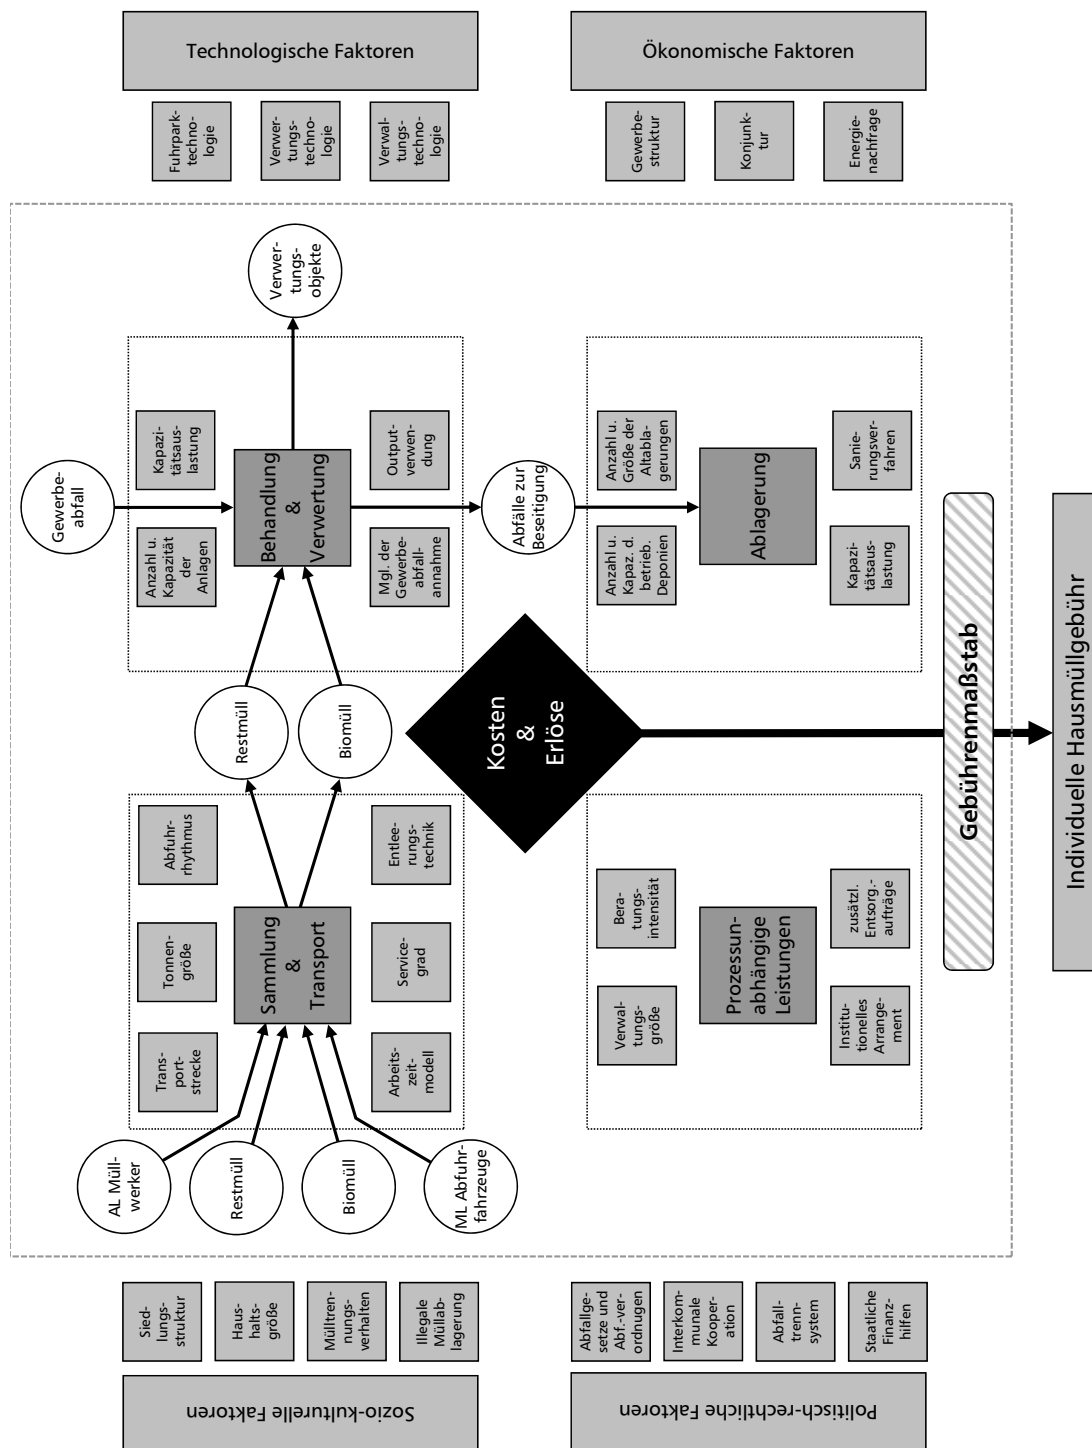 Technologische Faktoren
Ökonomische Faktoren
Fuhrpark-
techno-
logie
Verwer-
tungs-
techno-
logie
Verwal-
tungs-
techno-
logie
Gewerbe-
struktur
Konjunk-
tur
Energie-
nachfrage
Verwer-
tungs-
objekte
Gewerbe-
abfall
Kapazi-
tätsaus-
lastung
Anzahl u.
Kapazität
der
Anlagen
Behandlung
&
Verwertung
Output-
verwen-
dung
Mgl. der
Gewerbe-
abfall-
annahme
Abfälle zur
Beseitigung
Anzahl u.
Größe der
Altabla-
gerungen
Anzahl u.
Kapaz. d.
betrieb.
Deponien
Ablagerung
Sanie-
rungsver-
fahren
Kapazi-
tätsaus-
lastung
Restmüll
Biomüll
Kosten
&
Erlöse
Gebührenmaßstab
Individuelle Hausmüllgebühr
Abfuhr-
rhythmus
Tonnen-
größe
Trans-
port-
strecke
Sammlung
&
Transport
Entlee-
rungs-
technik
Service-
grad
Arbeits-
zeit-
modell
Bera-
tungs-
intensität
Verwal-
tungs-
größe
Prozessun-
abhängige
Leistungen
zusätzl.
Entsorg.-
aufträge
Institu-
tionelles
Arrange-
ment
AL Müll-
werker
Restmüll
Biomüll
ML Abfuhr-
fahrzeuge
Sied-
lungs-
struktur
Haus-
halts-
größe
Mülltren-
nungs-
verhalten
Illegale
Müllab-
lagerung
Abfallge-
setze und
Abf.-ver-
ordnugen
Interkom-
munale
Kooper-
ation
Abfall-
trenn-
system
Staatliche
Finanz-
hilfen
Sozio-kulturelle Faktoren
Politisch-rechtliche Faktoren